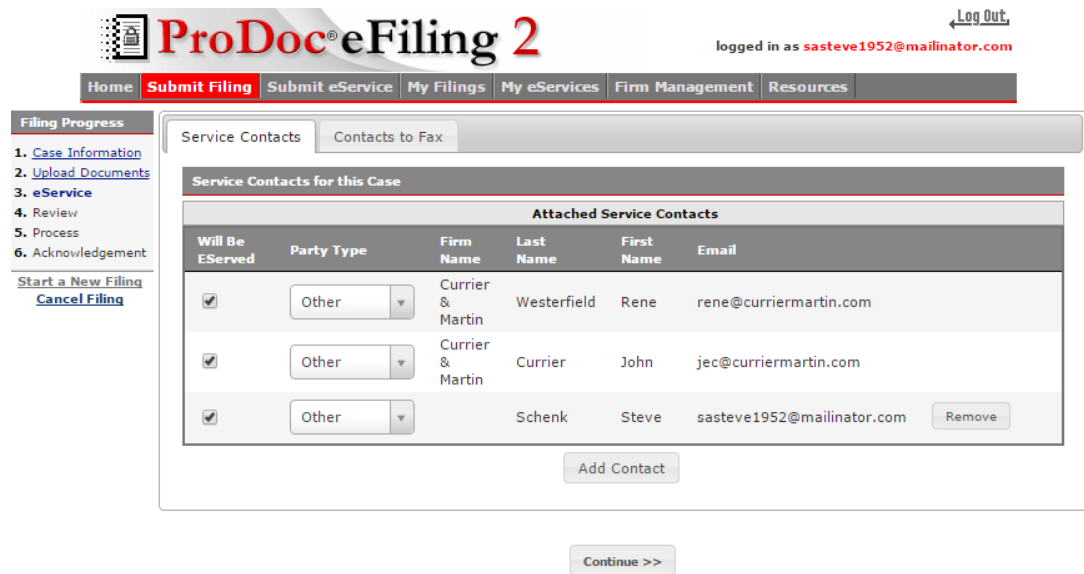 Log Out
ProDoc® eFiling 2
logged in as sasteve1952@mailinator.com
Home Submit Filing Submit eService My Filings My eServices Firm Management Resources
Filing Progress
1. Case Information
2. Upload Documents
3. eService
4. Review
5. Process
6. Acknowledgement
Start a New Filing
Cancel Filing
Service Contacts Contacts to Fax
Service Contacts for this Case
Attached Service Contacts
Will Be EServed Party Type Firm Name Last Name First Name Email
Other Currier & Martin Westerfield Rene rene@curriermartin.com
Other Currier & Martin Currier John jec@curriermartin.com
Other Schenk Steve sasteve1952@mailinator.com Remove
Add Contact
Continue >>